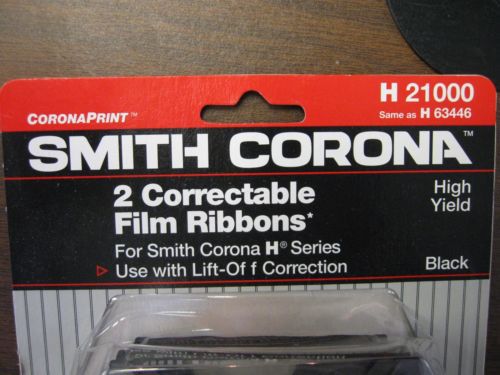 H 21000
CORONAPRINT™ Same as H 63446
SMITH CORONA™
2 Correctable
Film Ribbons*
High
Yield
For Smith Corona H® Series
▷ Use with Lift-Of f Correction
Black